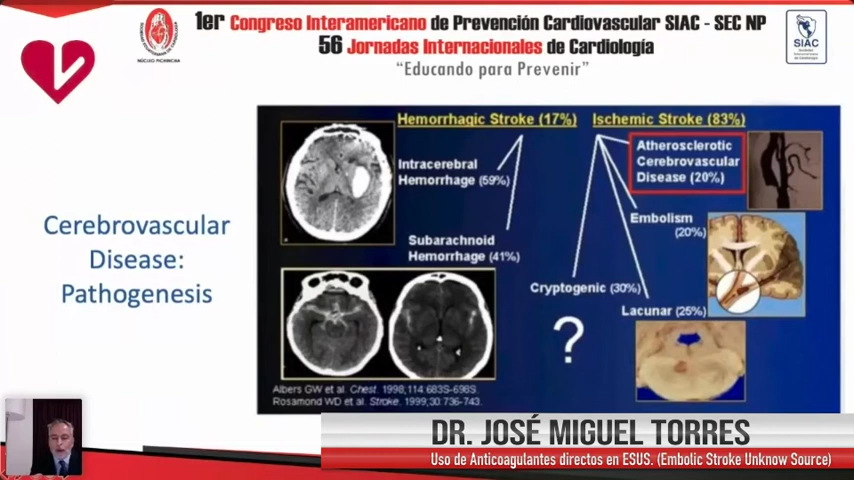 1er Congreso Interamericano de Prevención Cardiovascular SIAC - SEC NP
56 Jornadas Internacionales de Cardiología
“Educando para Prevenir”
NÚCLEO PICHINCHA
SIAC
Cerebrovascular
Disease:
Pathogenesis
Hemorrhagic Stroke (17%)
Intracerebral
Hemorrhage (59%)
Subarachnoid
Hemorrhage (41%)
Ischemic Stroke (83%)
Atherosclerotic
Cerebrovascular
Disease (20%)
Embolism
(20%)
Cryptogenic (30%)
Lacunar (25%)
?
Albers GW et al. Chest. 1998;114:683S-698S.
Rosamond WD et al. Stroke. 1999;30:736-743.
DR. JOSÉ MIGUEL TORRES
Uso de Anticoagulantes directos en ESUS. (Embolic Stroke Unknow Source)